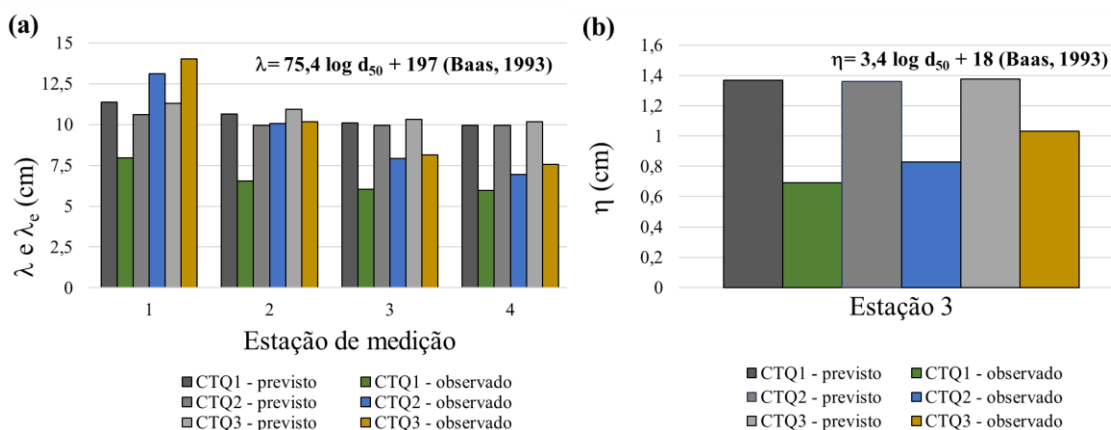 (a)
λ= 75,4 log d₅₀ + 197 (Baas, 1993)
15
12,5
10
7,5
5
2,5
0
λ e λₑ (cm)
1 2 3 4
Estação de medição
CTQ1 - previsto CTQ1 - observado
CTQ2 - previsto CTQ2 - observado
CTQ3 - previsto CTQ3 - observado
(b)
η= 3,4 log d₅₀ + 18 (Baas, 1993)
1,6
1,4
1,2
1
0,8
0,6
0,4
0,2
0
η (cm)
Estação 3
CTQ1 - previsto CTQ1 - observado
CTQ2 - previsto CTQ2 - observado
CTQ3 - previsto CTQ3 - observado